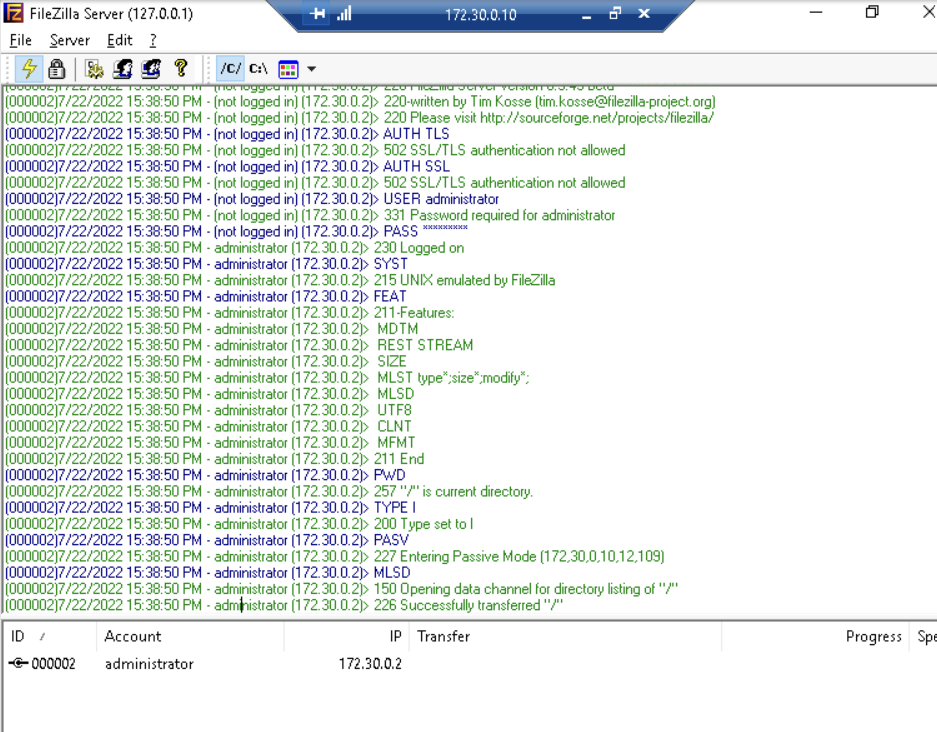 FileZilla Server (127.0.0.1)
172.30.0.10
File Server Edit ?
/C/ C:\
(000002)7/22/2022 15:38:50 PM - (not logged in) (172.30.0.2)> 220-written by Tim Kosse (tim.kosse@filezilla-project.org)
(000002)7/22/2022 15:38:50 PM - (not logged in) (172.30.0.2)> 220 Please visit http://sourceforge.net/projects/filezilla/
(000002)7/22/2022 15:38:50 PM - (not logged in) (172.30.0.2)> AUTH TLS
(000002)7/22/2022 15:38:50 PM - (not logged in) (172.30.0.2)> 502 SSL/TLS authentication not allowed
(000002)7/22/2022 15:38:50 PM - (not logged in) (172.30.0.2)> AUTH SSL
(000002)7/22/2022 15:38:50 PM - (not logged in) (172.30.0.2)> 502 SSL/TLS authentication not allowed
(000002)7/22/2022 15:38:50 PM - (not logged in) (172.30.0.2)> USER administrator
(000002)7/22/2022 15:38:50 PM - (not logged in) (172.30.0.2)> 331 Password required for administrator
(000002)7/22/2022 15:38:50 PM - (not logged in) (172.30.0.2)> PASS *********
(000002)7/22/2022 15:38:50 PM - administrator (172.30.0.2)> 230 Logged on
(000002)7/22/2022 15:38:50 PM - administrator (172.30.0.2)> SYST
(000002)7/22/2022 15:38:50 PM - administrator (172.30.0.2)> 215 UNIX emulated by FileZilla
(000002)7/22/2022 15:38:50 PM - administrator (172.30.0.2)> FEAT
(000002)7/22/2022 15:38:50 PM - administrator (172.30.0.2)> 211-Features:
(000002)7/22/2022 15:38:50 PM - administrator (172.30.0.2)> MDTM
(000002)7/22/2022 15:38:50 PM - administrator (172.30.0.2)> REST STREAM
(000002)7/22/2022 15:38:50 PM - administrator (172.30.0.2)> SIZE
(000002)7/22/2022 15:38:50 PM - administrator (172.30.0.2)> MLST type*;size*;modify*;
(000002)7/22/2022 15:38:50 PM - administrator (172.30.0.2)> MLSD
(000002)7/22/2022 15:38:50 PM - administrator (172.30.0.2)> UTF8
(000002)7/22/2022 15:38:50 PM - administrator (172.30.0.2)> CLNT
(000002)7/22/2022 15:38:50 PM - administrator (172.30.0.2)> MFMT
(000002)7/22/2022 15:38:50 PM - administrator (172.30.0.2)> 211 End
(000002)7/22/2022 15:38:50 PM - administrator (172.30.0.2)> PWD
(000002)7/22/2022 15:38:50 PM - administrator (172.30.0.2)> 257 "/" is current directory.
(000002)7/22/2022 15:38:50 PM - administrator (172.30.0.2)> TYPE I
(000002)7/22/2022 15:38:50 PM - administrator (172.30.0.2)> 200 Type set to I
(000002)7/22/2022 15:38:50 PM - administrator (172.30.0.2)> PASV
(000002)7/22/2022 15:38:50 PM - administrator (172.30.0.2)> 227 Entering Passive Mode (172,30,0,10,12,109)
(000002)7/22/2022 15:38:50 PM - administrator (172.30.0.2)> MLSD
(000002)7/22/2022 15:38:50 PM - administrator (172.30.0.2)> 150 Opening data channel for directory listing of "/"
(000002)7/22/2022 15:38:50 PM - administrator (172.30.0.2)> 226 Successfully transferred "/"
ID / Account IP Transfer Progress Spe
000002 administrator 172.30.0.2